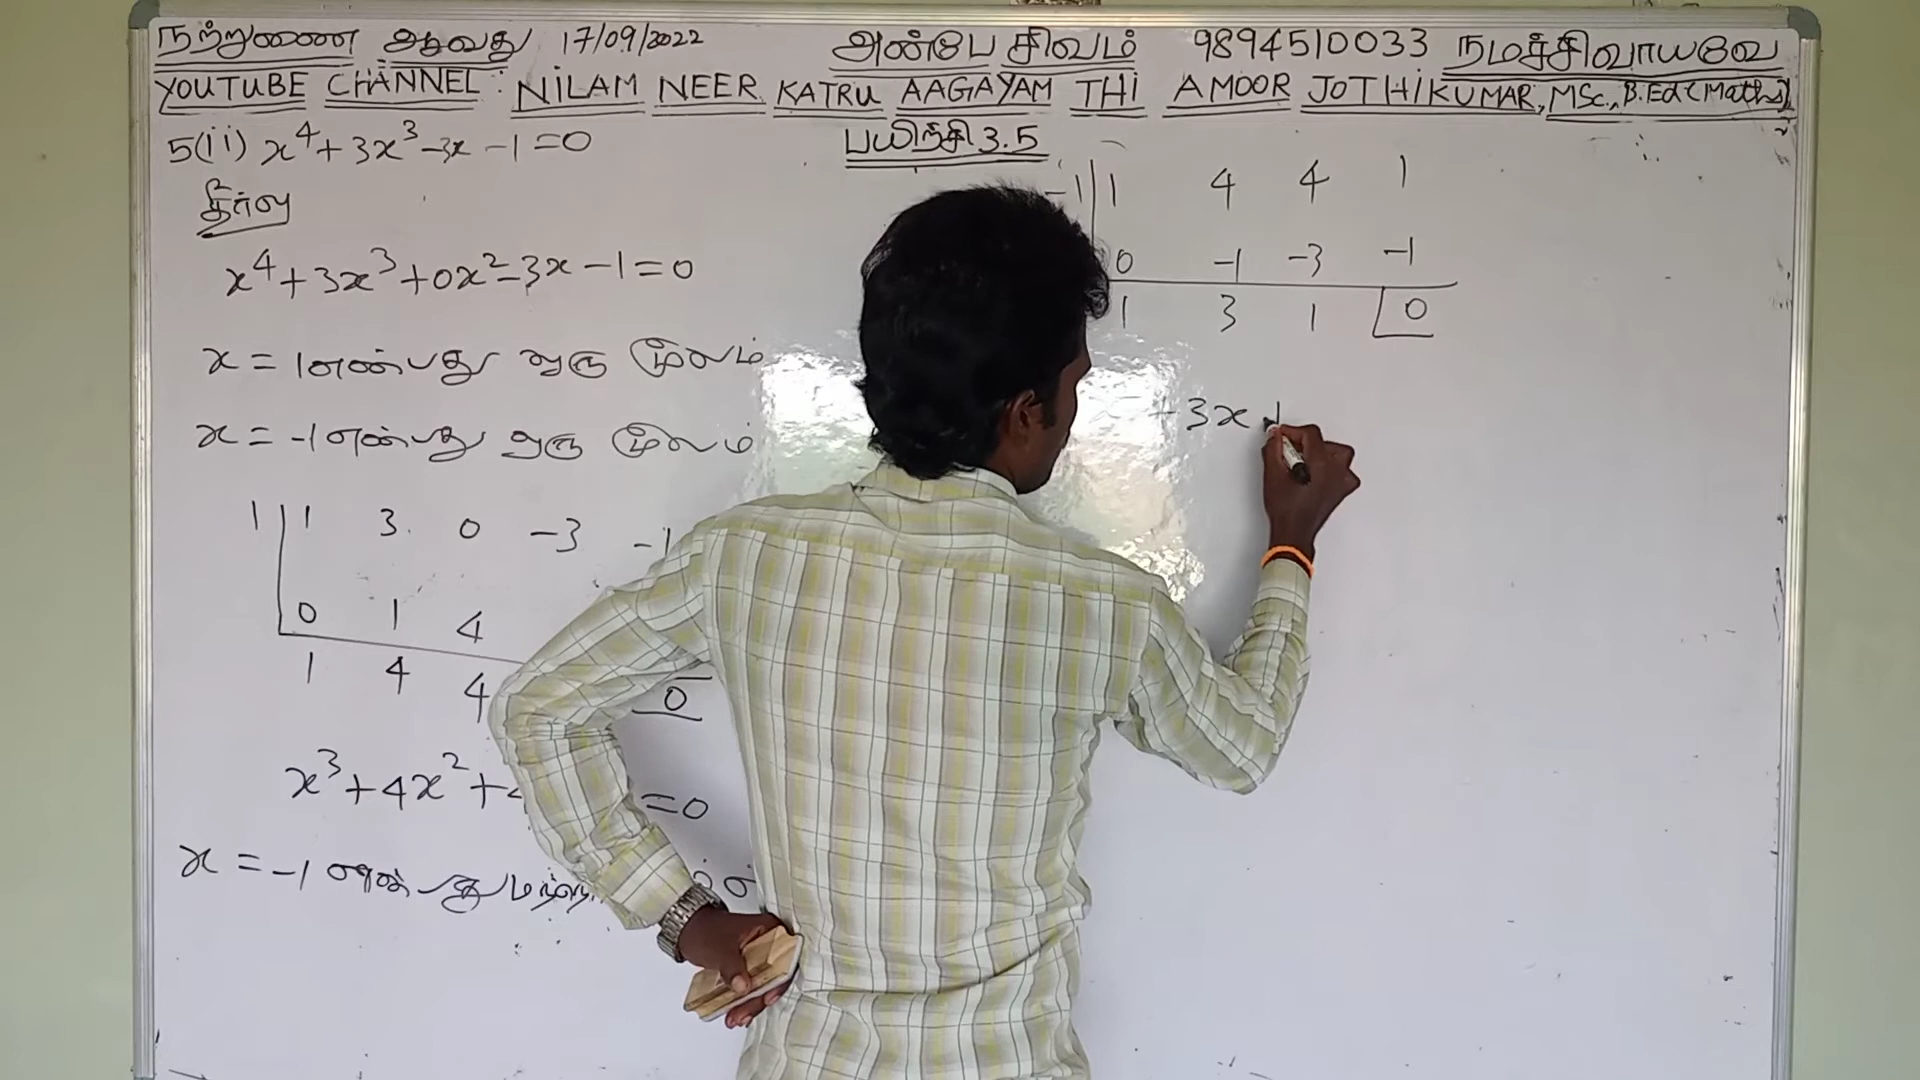 நற்றுணை ஆவது 17/09/2022 அன்பே சிவம் 9894510033 நமச்சிவாயவே
YOUTUBE CHANNEL: NILAM NEER KATRU AAGAYAM THI AMOOR JOTHIKUMAR, MSc., B.Ed (Maths)
5(ii) x⁴+3x³-3x-1=0
பயிற்சி 3.5
தீர்வு
x⁴+3x³+0x²-3x-1=0
x = 1 என்பது ஒரு மூலம்
x = -1 என்பது ஒரு மூலம்
1 1 3 0 -3 -1
0 1 4
1 4 4 0
x³+4x²+ =0
x = -1
-1 1 4 4 1
0 -1 -3 -1
1 3 1 0
+3x+